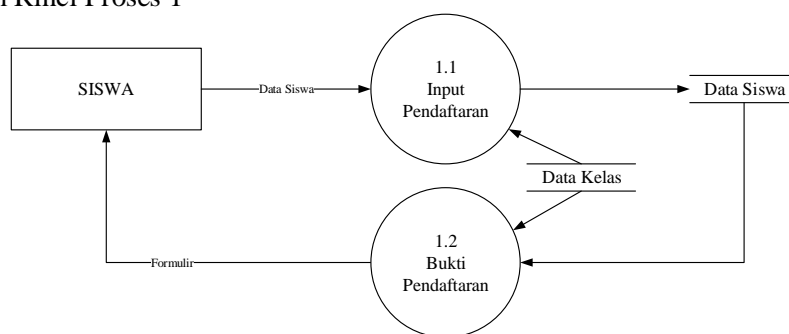 Rinci Proses 1
SISWA
Data Siswa
1.1
Input
Pendaftaran
Data Siswa
Data Kelas
1.2
Bukti
Pendaftaran
Formulir